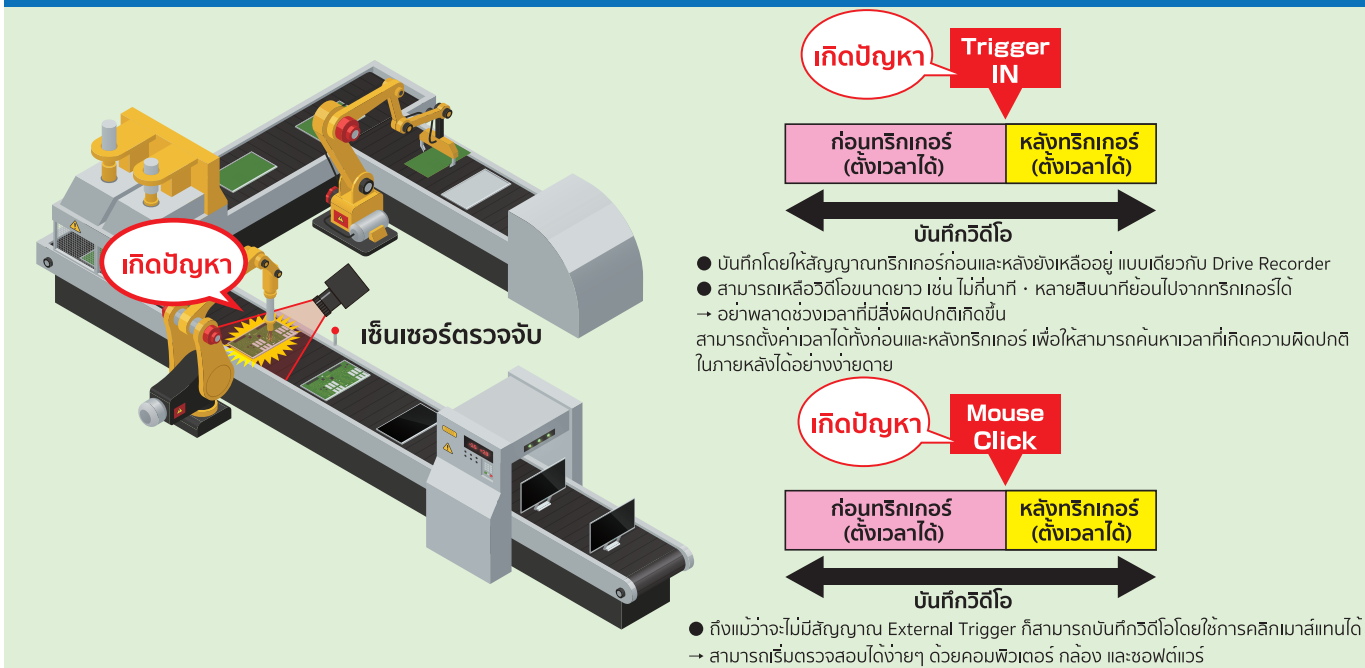 เกิดปัญหา
เซ็นเซอร์ตรวจจับ
เกิดปัญหา
Trigger
IN
ก่อนทริกเกอร์
(ตั้งเวลาได้)
หลังทริกเกอร์
(ตั้งเวลาได้)
บันทึกวิดีโอ
● บันทึกโดยให้สัญญาณทริกเกอร์ก่อนและหลังยังเหลืออยู่ แบบเดียวกับ Drive Recorder
● สามารถเหลือวิดีโอขนาดยาว เช่น ไม่กี่นาที・หลายสิบนาทีย้อนไปจากทริกเกอร์ได้
→ อย่าพลาดช่วงเวลาที่มีสิ่งผิดปกติเกิดขึ้น
สามารถตั้งค่าเวลาได้ทั้งก่อนและหลังทริกเกอร์ เพื่อให้สามารถค้นหาเวลาที่เกิดความผิดปกติ
ในภายหลังได้อย่างง่ายดาย
เกิดปัญหา
Mouse
Click
ก่อนทริกเกอร์
(ตั้งเวลาได้)
หลังทริกเกอร์
(ตั้งเวลาได้)
บันทึกวิดีโอ
● ถึงแม้ว่าจะไม่มีสัญญาณ External Trigger ก็สามารถบันทึกวิดีโอโดยใช้การคลิกเมาส์แทนได้
→ สามารถเริ่มตรวจสอบได้ง่ายๆ ด้วยคอมพิวเตอร์ กล้อง และซอฟต์แวร์